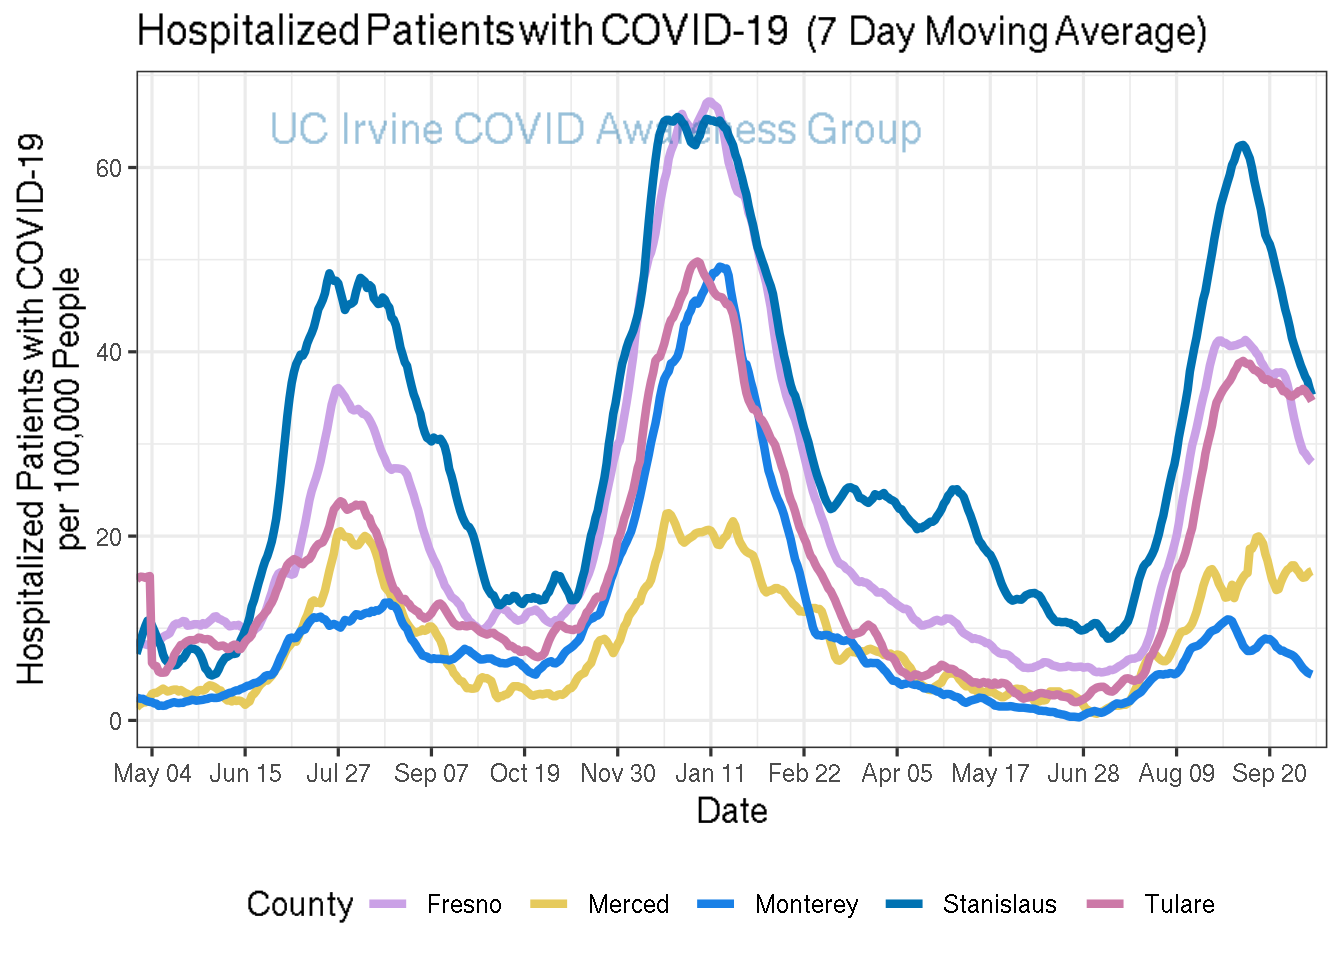 Hospitalized Patients with COVID-19 (7 Day Moving Average)
UC Irvine COVID Awareness Group
Hospitalized Patients with COVID-19
per 100,000 People
60
40
20
0
May 04 Jun 15 Jul 27 Sep 07 Oct 19 Nov 30 Jan 11 Feb 22 Apr 05 May 17 Jun 28 Aug 09 Sep 20
Date
County Fresno Merced Monterey Stanislaus Tulare